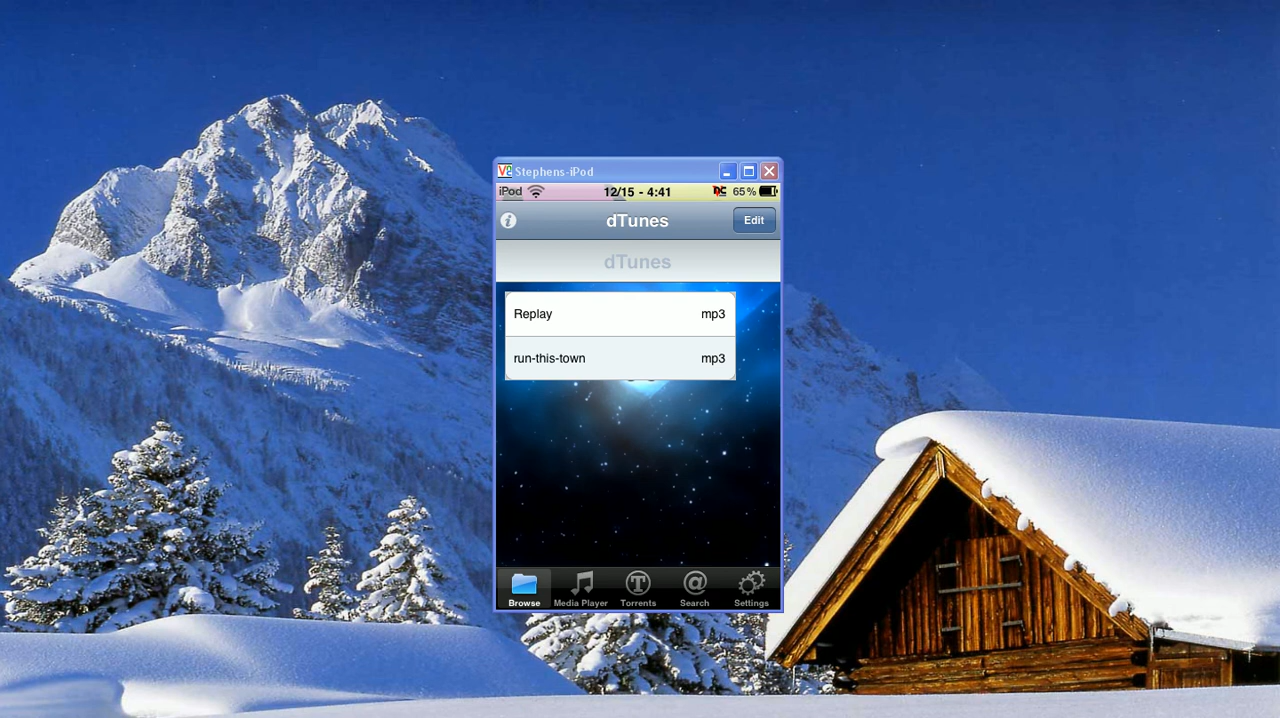 Stephens-iPod
iPod 12/15 - 4:41 65%
dTunes Edit
dTunes
Replay mp3
run-this-town mp3
Browse Media Player Torrents Search Settings